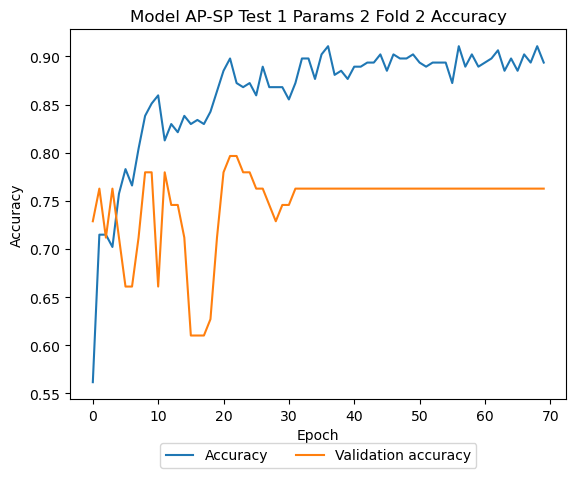 Model AP-SP Test 1 Params 2 Fold 2 Accuracy
Accuracy
0.90
0.85
0.80
0.75
0.70
0.65
0.60
0.55
0 10 20 30 40 50 60 70
Epoch
Accuracy Validation accuracy